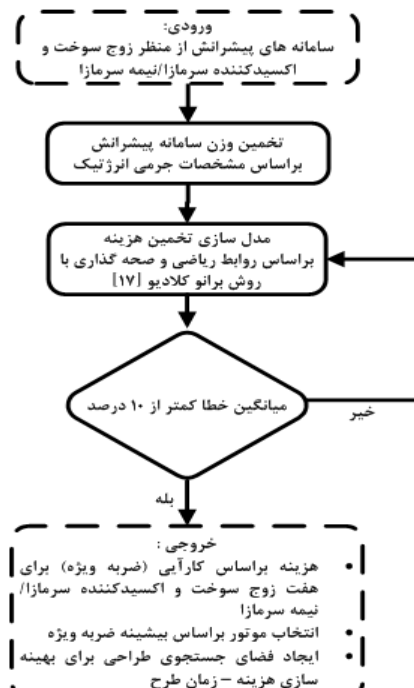 ورودی:
سامانه های پیشرانش از منظر زوج سوخت و
اکسیدکننده سرمازا/نیمه سرمازا
تخمین وزن سامانه پیشرانش
براساس مشخصات جرمی انرژتیک
مدل سازی تخمین هزینه
براساس روابط ریاضی و صحه گذاری با
روش برانو کلادیو [۱۷]
میانگین خطا کمتر از ۱۰ درصد
خیر
بله
خروجی :
• هزینه براساس کارآیی (ضربه ویژه) برای
هفت زوج سوخت و اکسیدکننده سرمازا/
نیمه سرمازا
• انتخاب موتور براساس بیشینه ضربه ویژه
• ایجاد فضای جستجوی طراحی برای بهینه
سازی هزینه – زمان طرح